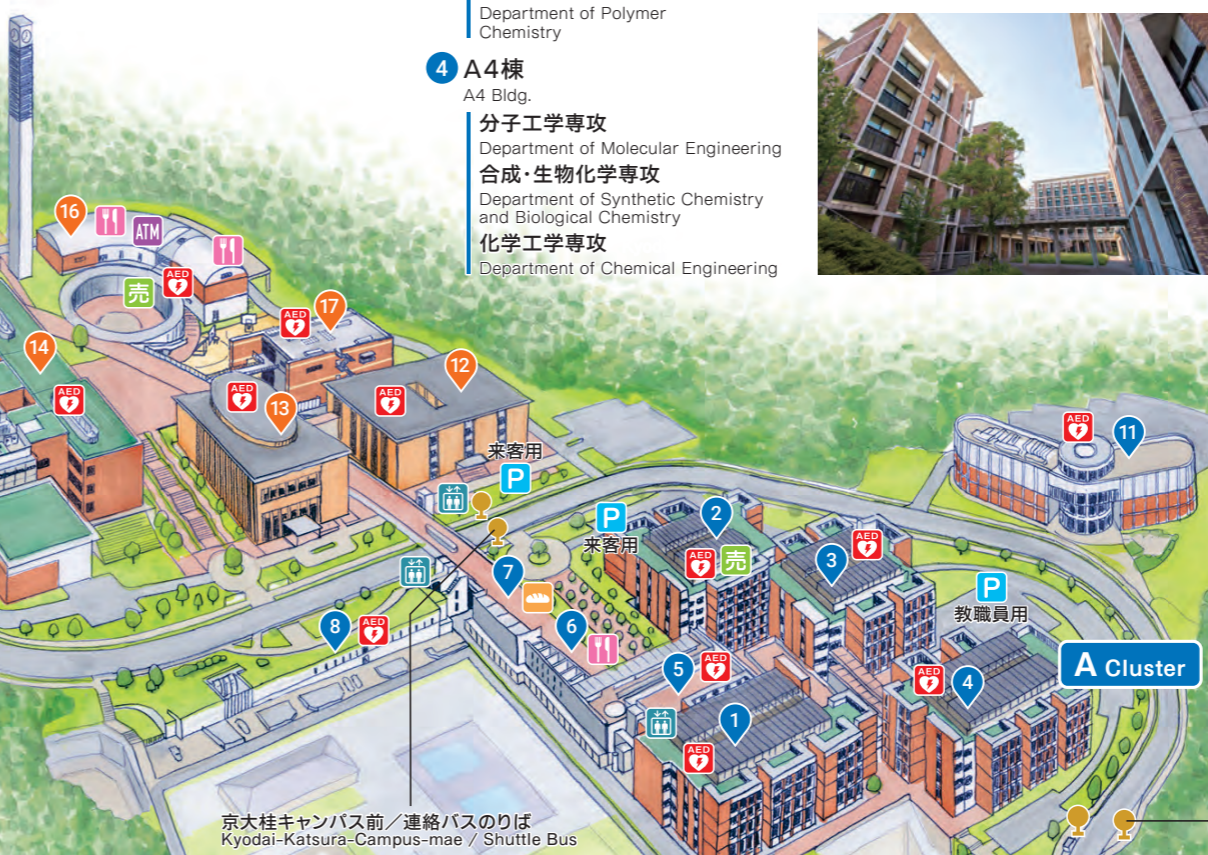 Department of Polymer
Chemistry
4 A4棟
A4 Bldg.
分子工学専攻
Department of Molecular Engineering
合成・生物化学専攻
Department of Synthetic Chemistry
and Biological Chemistry
化学工学専攻
Department of Chemical Engineering
16
ATM
売
AED
14
AED
AED
17
AED
13
AED
12
来客用
P
P
来客用
AED
11
2
AED
売
3
AED
P
教職員用
A Cluster
7
8
AED
6
5
AED
AED
4
1
AED
京大桂キャンパス前／連絡バスのりば
Kyodai-Katsura-Campus-mae / Shuttle Bus